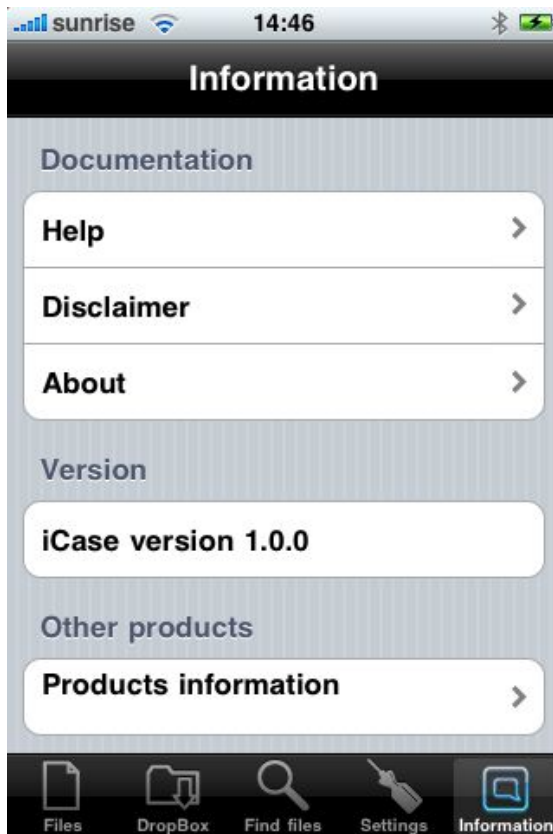 sunrise 14:46
Information
Documentation
Help
Disclaimer
About
Version
iCase version 1.0.0
Other products
Products information
Files DropBox Find files Settings Information